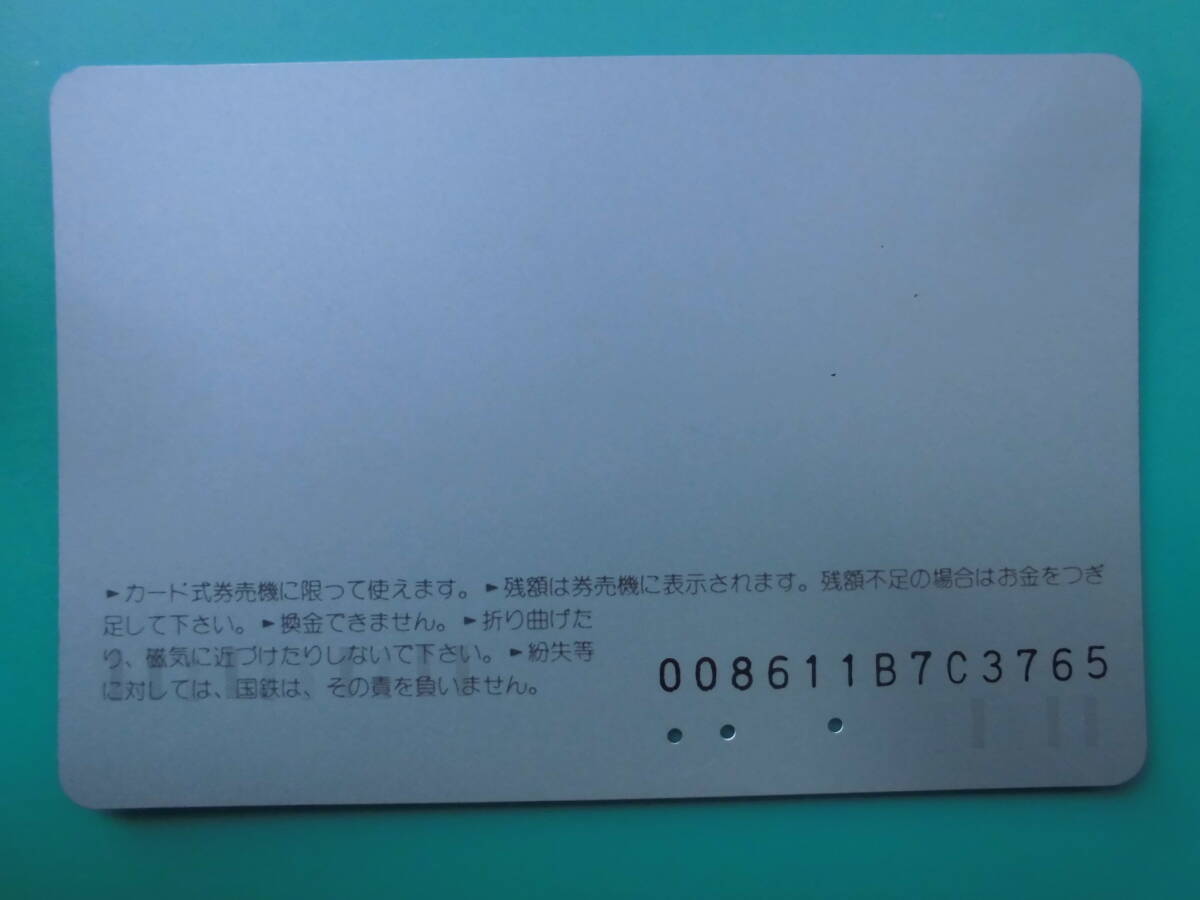 ►カード式券売機に限って使えます。►残額は券売機に表示されます。残額不足の場合はお金をつぎ
足して下さい。►換金できません。►折り曲げた
り、磁気に近づけたりしないで下さい。►紛失等
に対しては、国鉄は、その責を負いません。
008611B7C3765